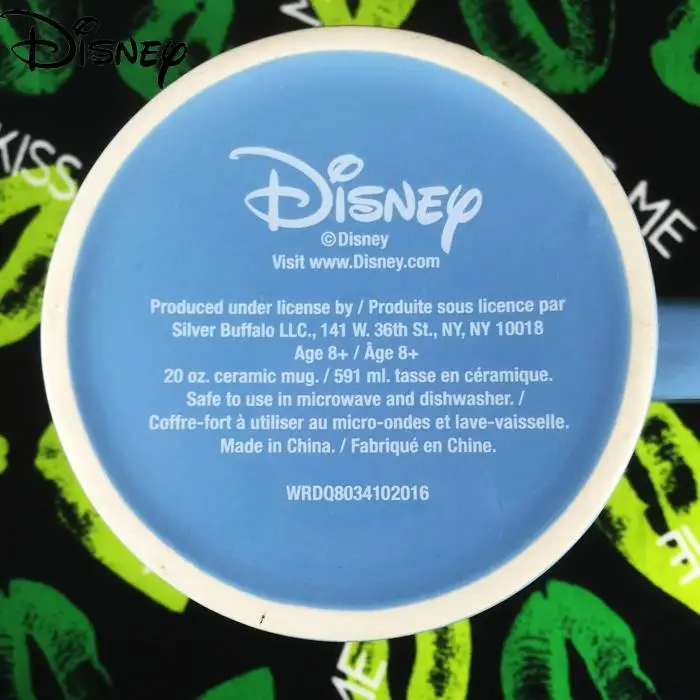 Disney
KISS
ME
Disney
©Disney
Visit www.Disney.com
Produced under license by / Produite sous licence par
Silver Buffalo LLC., 141 W. 36th St., NY, NY 10018
Age 8+ / Âge 8+
20 oz. ceramic mug. / 591 ml. tasse en céramique.
Safe to use in microwave and dishwasher. /
Coffre-fort à utiliser au micro-ondes et lave-vaisselle.
Made in China. / Fabriqué en Chine.
WRDQ8034102016
ME